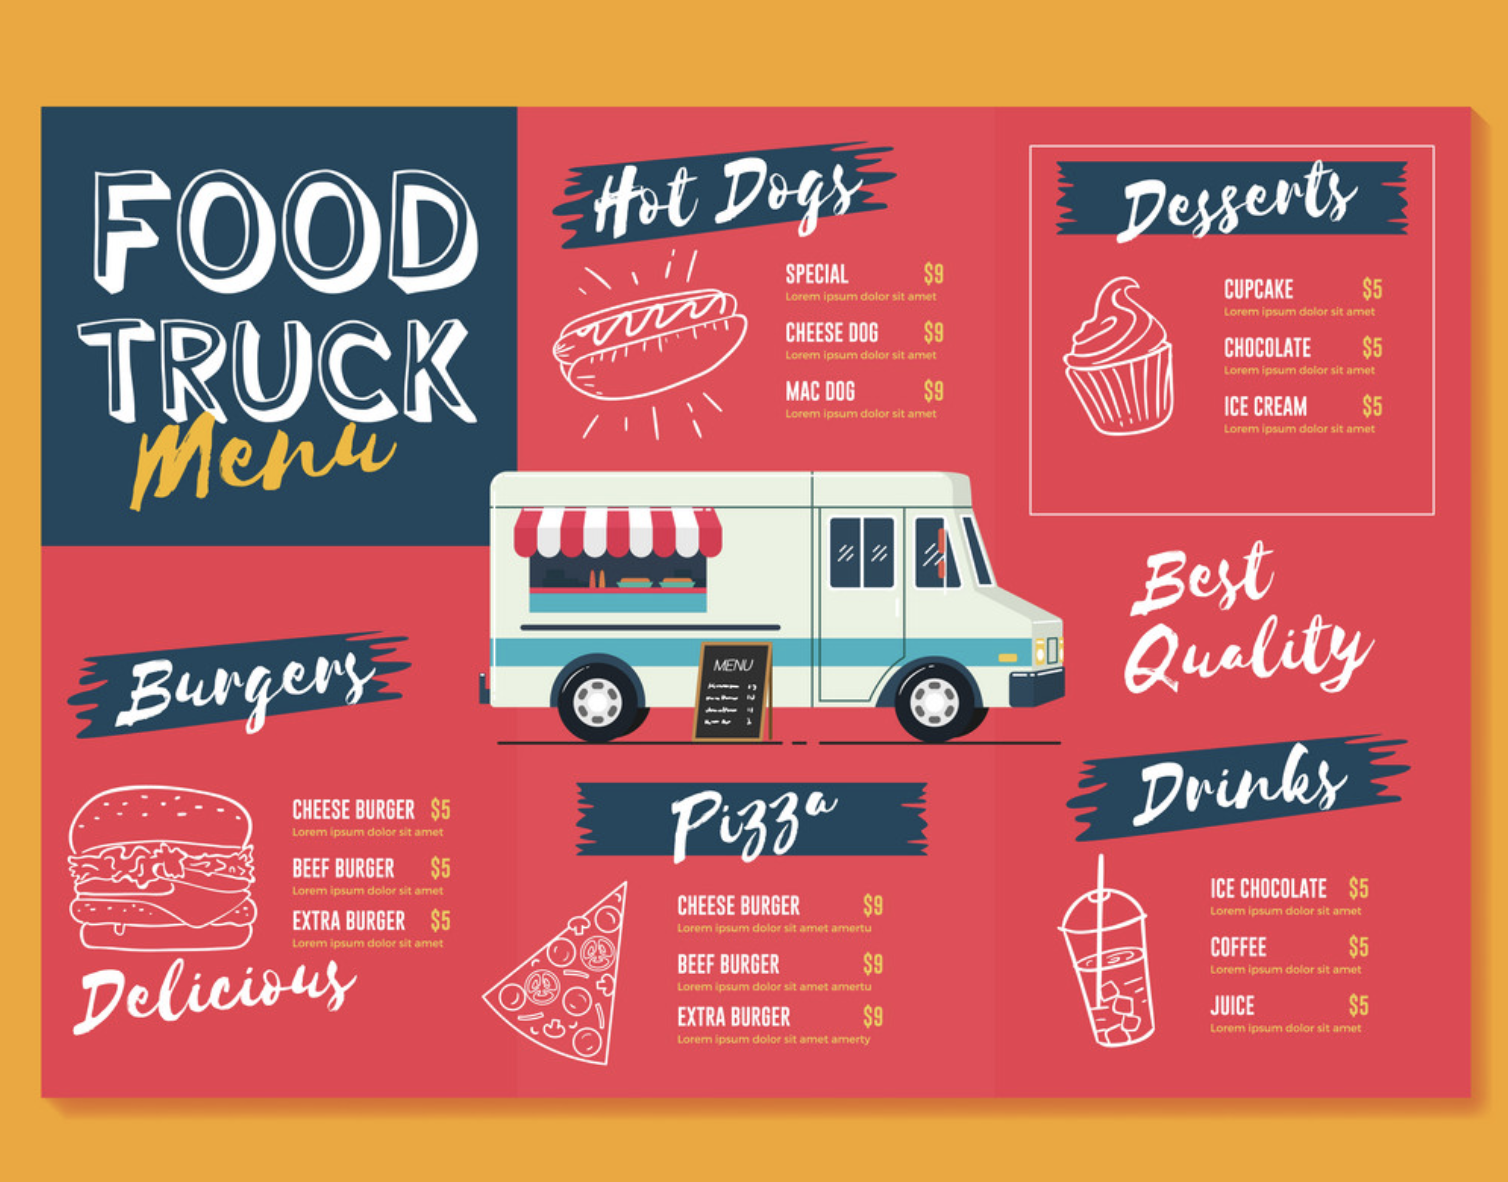 FOOD
TRUCK
Menu
Hot Dogs
SPECIAL $9
Lorem ipsum dolor sit amet
CHEESE DOG $9
Lorem ipsum dolor sit amet
MAC DOG $9
Lorem ipsum dolor sit amet
Desserts
CUPCAKE $5
Lorem ipsum dolor sit amet
CHOCOLATE $5
Lorem ipsum dolor sit amet
ICE CREAM $5
Lorem ipsum dolor sit amet
Best
Quality
MENU
Burgers
CHEESE BURGER $5
Lorem ipsum dolor sit amet
BEEF BURGER $5
Lorem ipsum dolor sit amet
EXTRA BURGER $5
Lorem ipsum dolor sit amet
Delicious
Pizza
CHEESE BURGER $9
Lorem ipsum dolor sit amet amertu
BEEF BURGER $9
Lorem ipsum dolor sit amet amertu
EXTRA BURGER $9
Lorem ipsum dolor sit amet amerty
Drinks
ICE CHOCOLATE $5
Lorem ipsum dolor sit amet
COFFEE $5
Lorem ipsum dolor sit amet
JUICE $5
Lorem ipsum dolor sit amet